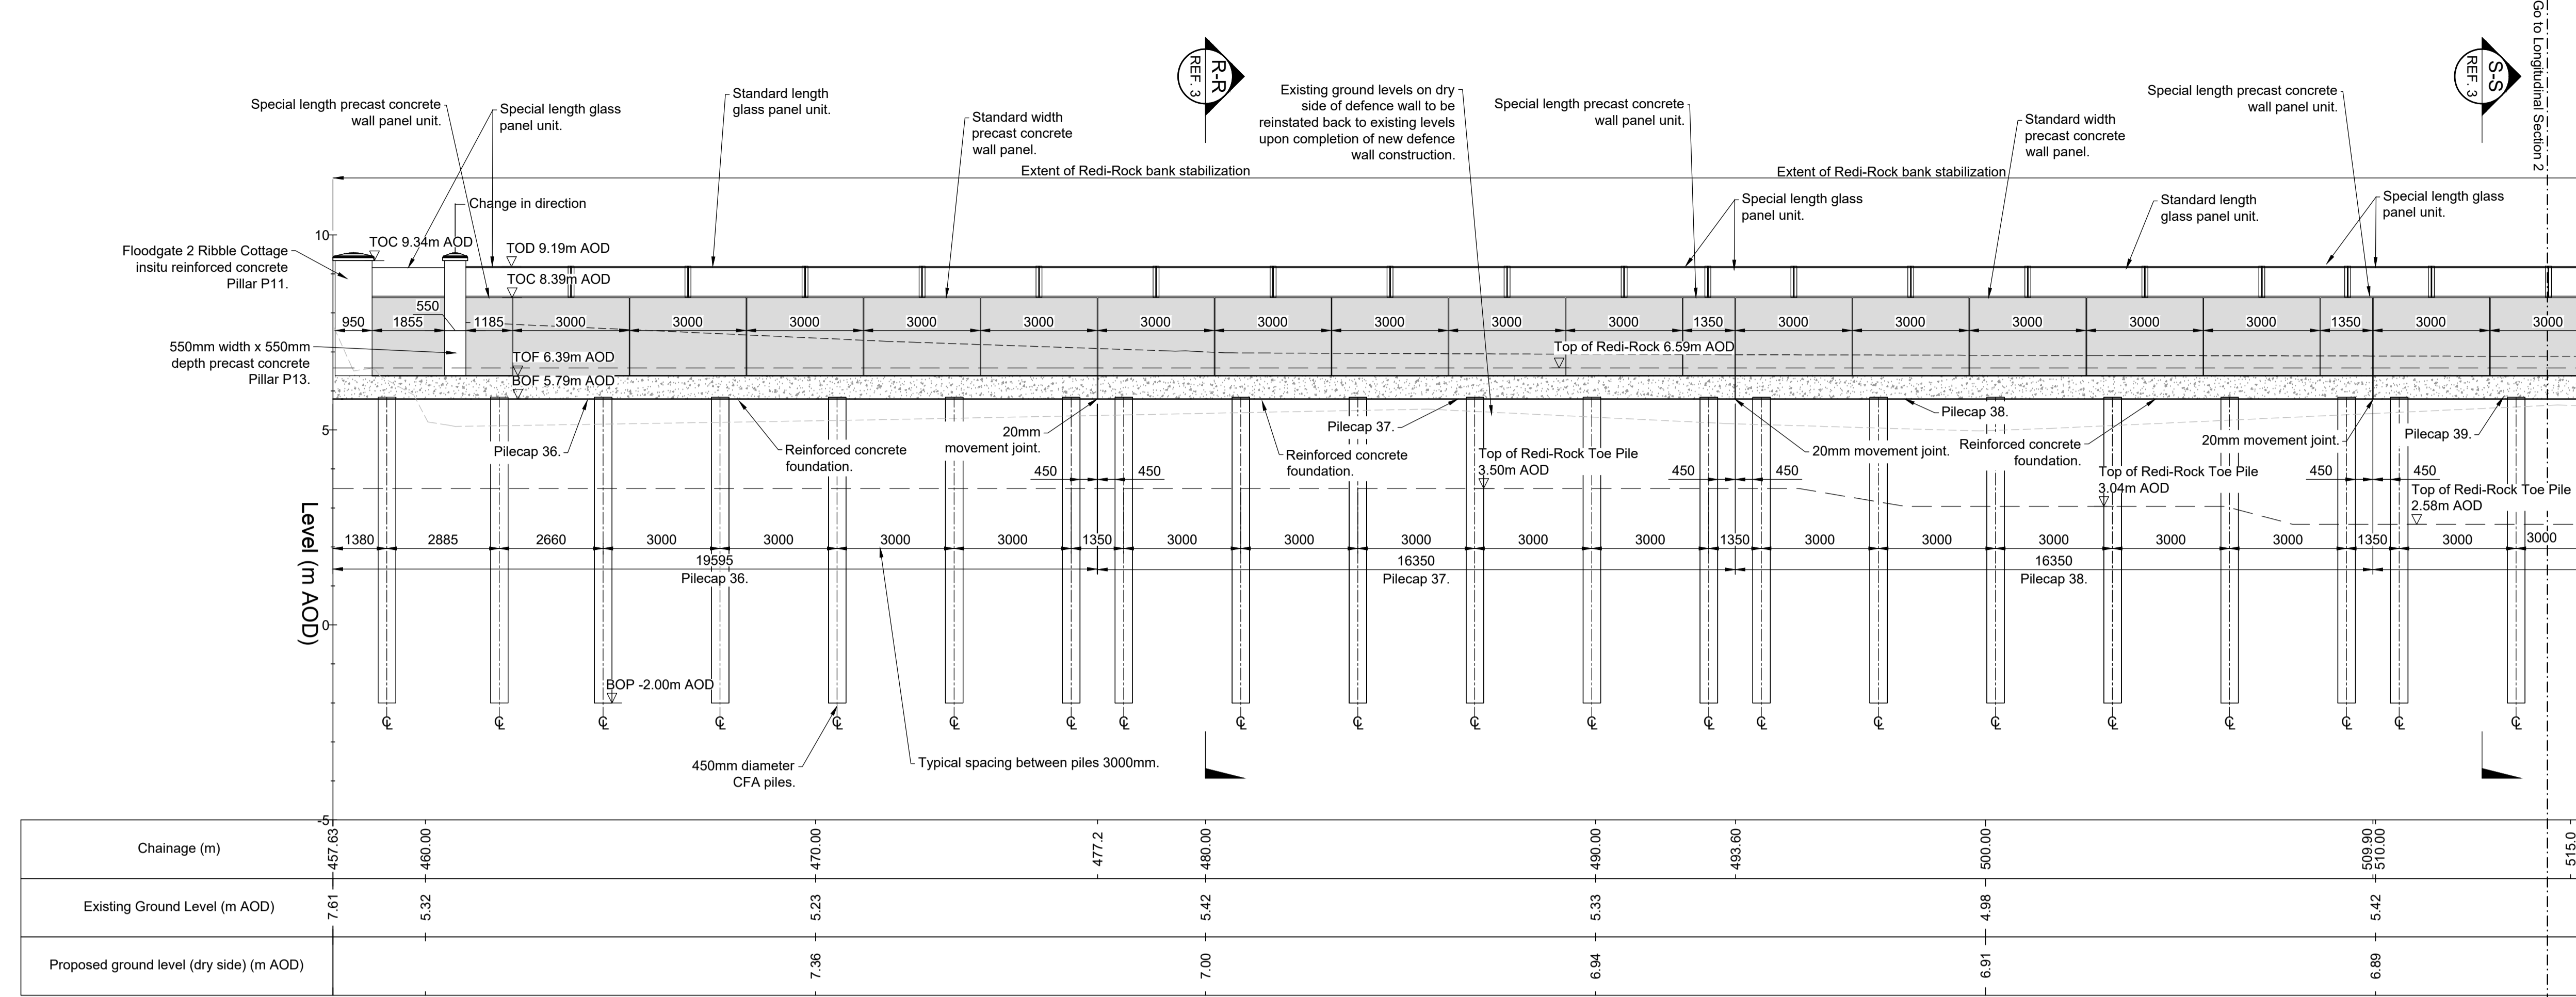 Go to Longitudinal Section 2
R-R
REF. 3
S-S
REF. 3
Special length precast concrete
wall panel unit.
Special length glass
panel unit.
Standard length
glass panel unit.
Standard width
precast concrete
wall panel.
Existing ground levels on dry
side of defence wall to be
reinstated back to existing levels
upon completion of new defence
wall construction.
Special length precast concrete
wall panel unit.
Standard width
precast concrete
wall panel.
Special length precast concrete
wall panel unit.
Extent of Redi-Rock bank stabilization
Extent of Redi-Rock bank stabilization
Special length glass
panel unit.
Standard length
glass panel unit.
Special length glass
panel unit.
Change in direction
10
TOC 9.34m AOD
TOD 9.19m AOD
Floodgate 2 Ribble Cottage
insitu reinforced concrete
Pillar P11.
TOC 8.39m AOD
550
950 1855 1185 3000 3000 3000 3000 3000 3000 3000 3000 3000 3000 1350 3000 3000 3000 3000 3000 1350 3000 3000
550mm width x 550mm
depth precast concrete
Pillar P13.
Top of Redi-Rock 6.59m AOD
TOF 6.39m AOD
BOF 5.79m AOD
5
Pilecap 36.
Reinforced concrete
foundation.
20mm
movement joint.
Reinforced concrete
foundation.
Pilecap 37.
Top of Redi-Rock Toe Pile
3.50m AOD
20mm movement joint.
Pilecap 38.
Reinforced concrete
foundation.
Top of Redi-Rock Toe Pile
3.04m AOD
20mm movement joint.
Pilecap 39.
Top of Redi-Rock Toe Pile
2.58m AOD
450 450 450 450 450 450
Level (m AOD)
1380 2885 2660 3000 3000 3000 3000 1350 3000 3000 3000 3000 3000 1350 3000 3000 3000 3000 3000 1350 3000 3000
19595
Pilecap 36.
16350
Pilecap 37.
16350
Pilecap 38.
0
BOP -2.00m AOD
450mm diameter
CFA piles.
Typical spacing between piles 3000mm.
-5
Chainage (m) 457.63 460.00 470.00 477.2 480.00 490.00 493.60 500.00 509.90 510.00 515.0
Existing Ground Level (m AOD) 7.61 5.32 5.23 5.42 5.33 4.98 5.42
Proposed ground level (dry side) (m AOD) 7.36 7.00 6.94 6.91 6.89